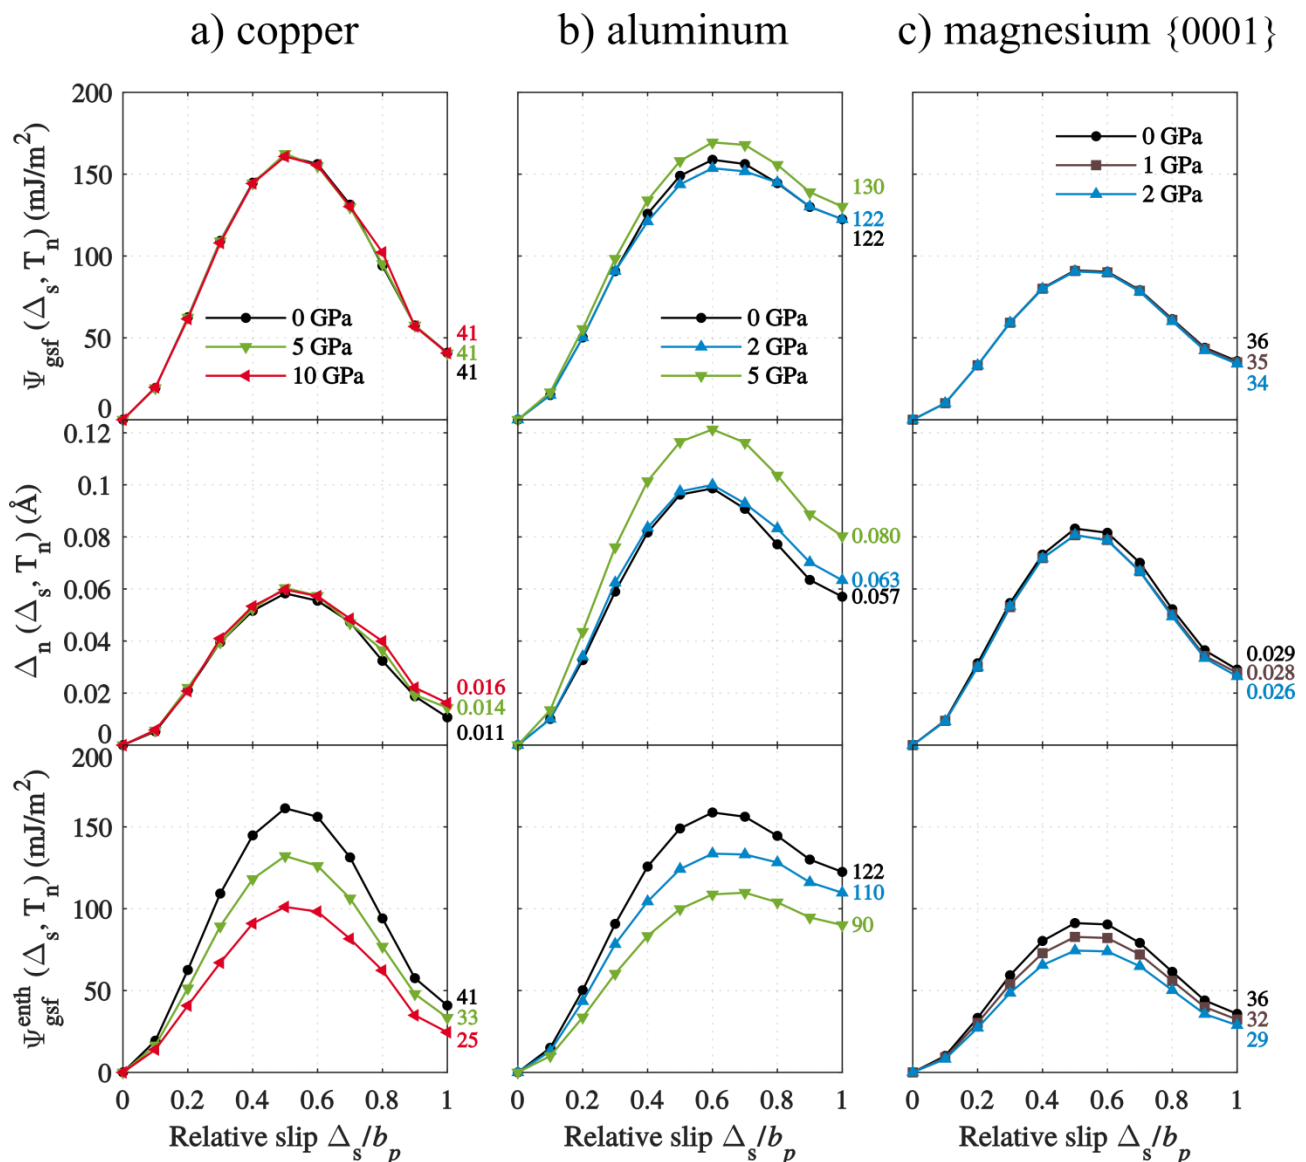 a) copper
b) aluminum
c) magnesium {0001}
Ψgsf (Δs, Tn) (mJ/m²)
200
150
100
50
0
0 GPa
5 GPa
10 GPa
41
41
41
0 GPa
2 GPa
5 GPa
130
122
122
0 GPa
1 GPa
2 GPa
36
35
34
Δn (Δs, Tn) (Å)
0.12
0.1
0.08
0.06
0.04
0.02
0
0.016
0.014
0.011
0.080
0.063
0.057
0.029
0.028
0.026
Ψgsf^enth (Δs, Tn) (mJ/m²)
200
150
100
50
0
41
33
25
122
110
90
36
32
29
0 0.2 0.4 0.6 0.8 1
0 0.2 0.4 0.6 0.8 1
0 0.2 0.4 0.6 0.8 1
Relative slip Δs/bp
Relative slip Δs/bp
Relative slip Δs/bp